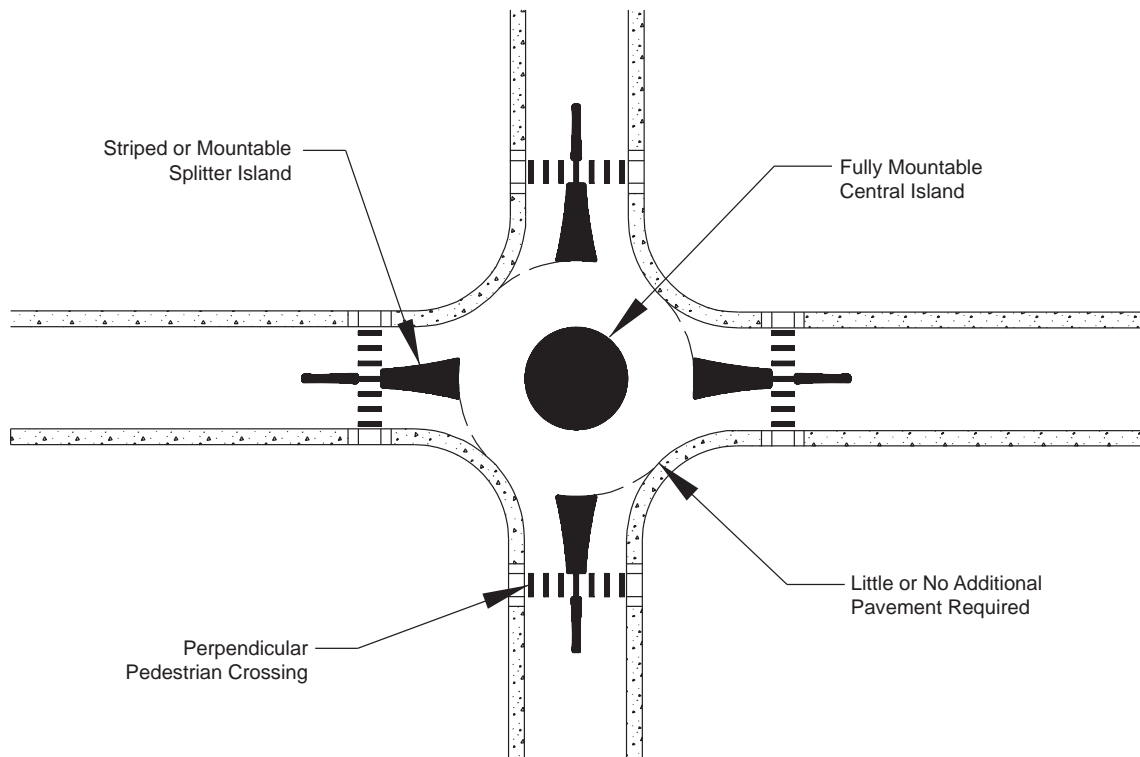 Striped or Mountable
Splitter Island
Fully Mountable
Central Island
Little or No Additional
Pavement Required
Perpendicular
Pedestrian Crossing